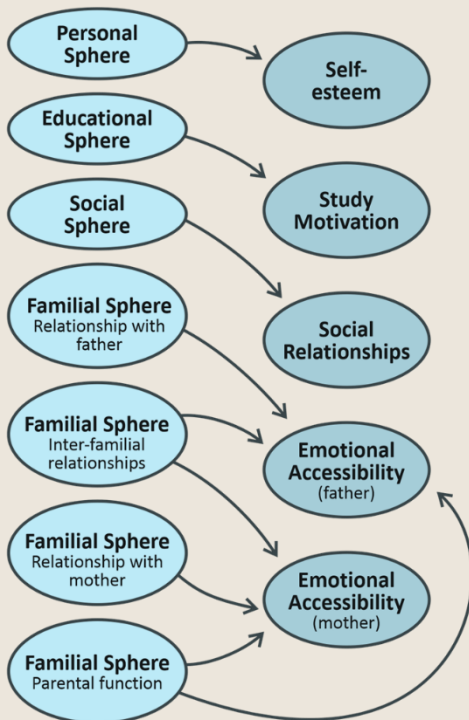 Personal
Sphere
Self-
esteem
Educational
Sphere
Study
Motivation
Social
Sphere
Social
Relationships
Familial Sphere
Relationship with
father
Familial Sphere
Inter-familial
relationships
Emotional
Accessibility
(father)
Familial Sphere
Relationship with
mother
Emotional
Accessibility
(mother)
Familial Sphere
Parental function